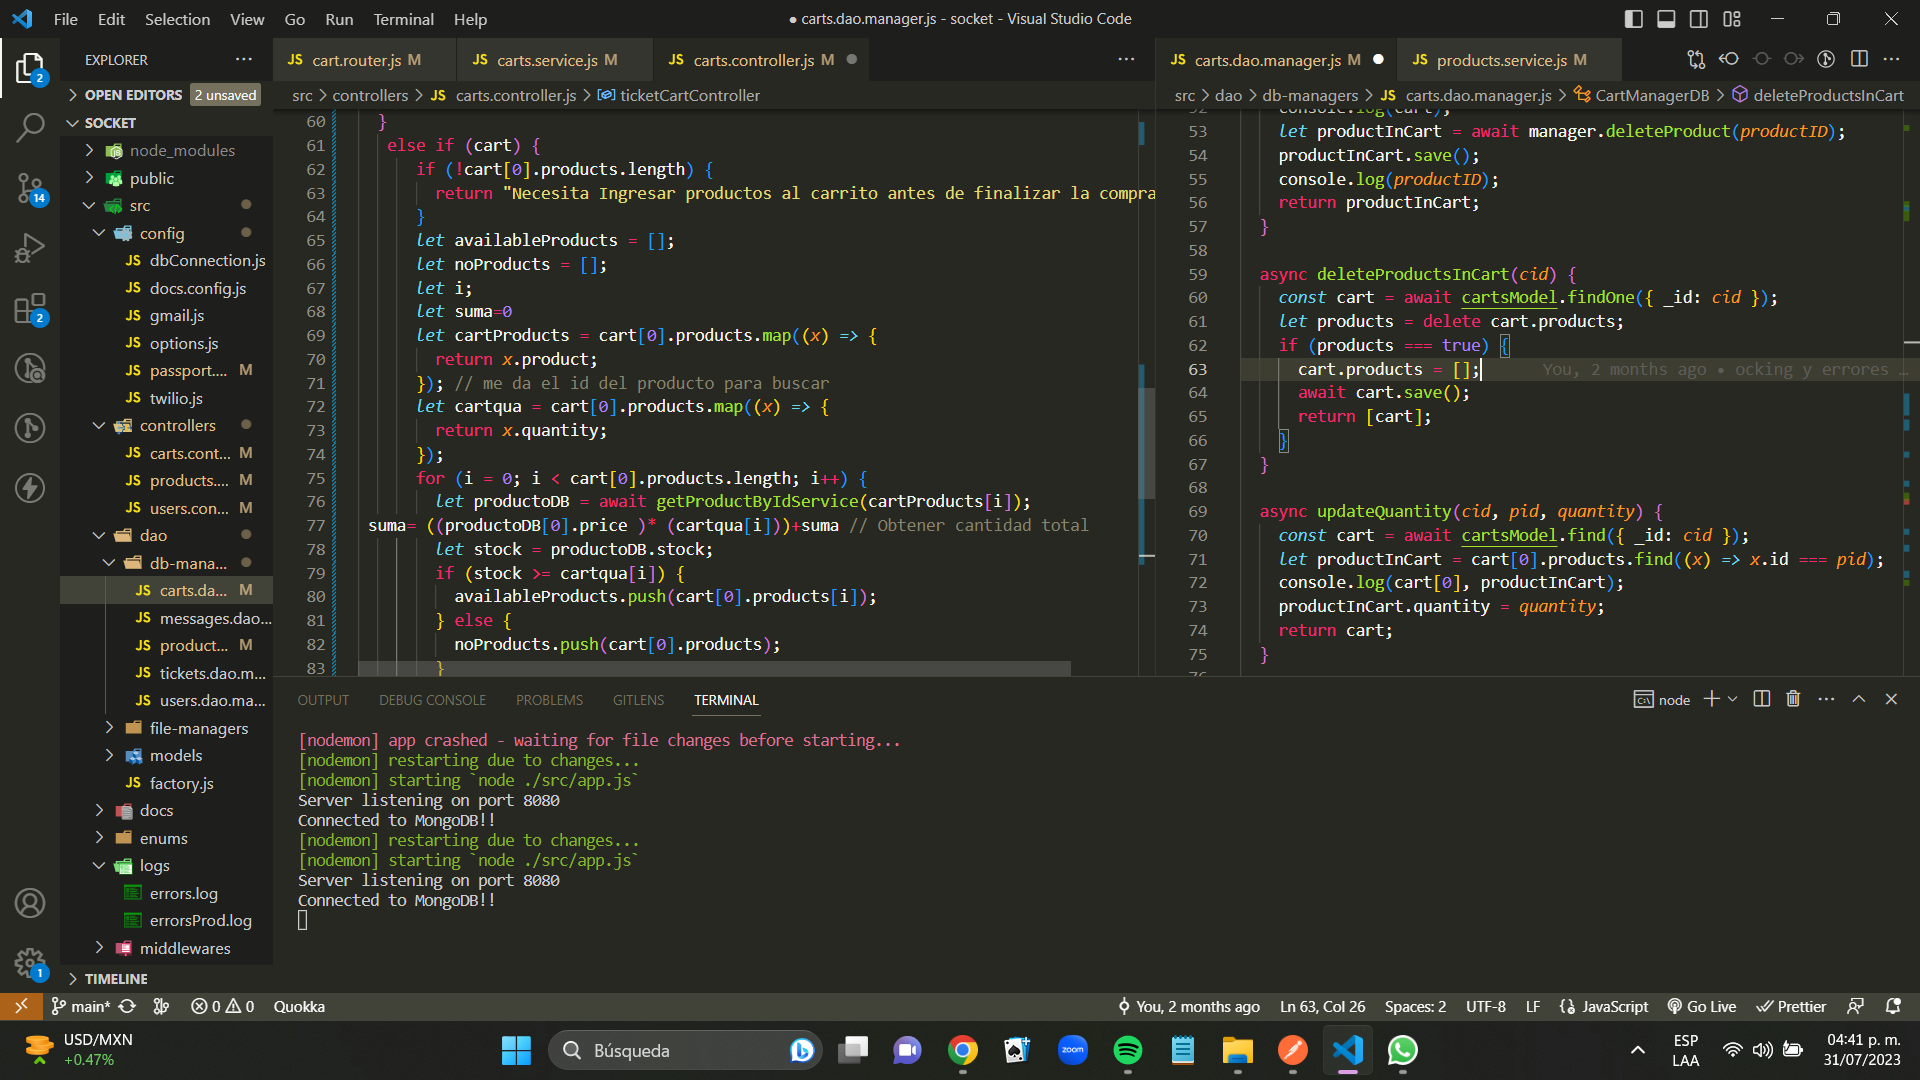 File Edit Selection View Go Run Terminal Help
● carts.dao.manager.js - socket - Visual Studio Code
EXPLORER
OPEN EDITORS 2 unsaved
SOCKET
node_modules
public
src
config
dbConnection.js
docs.config.js
gmail.js
options.js
passport.... M
twilio.js
controllers
carts.cont... M
products.... M
users.con... M
dao
db-mana...
carts.da... M
messages.dao...
product... M
tickets.dao.m...
users.dao.ma...
file-managers
models
factory.js
docs
enums
logs
errors.log
errorsProd.log
middlewares
TIMELINE
2
14
2
1
JS cart.router.js M
JS carts.service.js M
JS carts.controller.js M
src > controllers > JS carts.controller.js > ticketCartController
60 }
61 else if (cart) {
62 if (!cart[0].products.length) {
63 return "Necesita Ingresar productos al carrito antes de finalizar la compra
64 }
65 let availableProducts = [];
66 let noProducts = [];
67 let i;
68 let suma=0
69 let cartProducts = cart[0].products.map((x) => {
70 return x.product;
71 }); // me da el id del producto para buscar
72 let cartqua = cart[0].products.map((x) => {
73 return x.quantity;
74 });
75 for (i = 0; i < cart[0].products.length; i++) {
76 let productoDB = await getProductByIdService(cartProducts[i]);
77 suma= ((productoDB[0].price )* (cartqua[i]))+suma // Obtener cantidad total
78 let stock = productoDB.stock;
79 if (stock >= cartqua[i]) {
80 availableProducts.push(cart[0].products[i]);
81 } else {
82 noProducts.push(cart[0].products);
83 }
JS carts.dao.manager.js M
JS products.service.js M
src > dao > db-managers > JS carts.dao.manager.js > CartManagerDB > deleteProductsInCart
52 console.log(cart);
53 let productInCart = await manager.deleteProduct(productID);
54 productInCart.save();
55 console.log(productID);
56 return productInCart;
57 }
58
59 async deleteProductsInCart(cid) {
60 const cart = await cartsModel.findOne({ _id: cid });
61 let products = delete cart.products;
62 if (products === true) {
63 cart.products = []; You, 2 months ago • ocking y errores …
64 await cart.save();
65 return [cart];
66 }
67 }
68
69 async updateQuantity(cid, pid, quantity) {
70 const cart = await cartsModel.find({ _id: cid });
71 let productInCart = cart[0].products.find((x) => x.id === pid);
72 console.log(cart[0], productInCart);
73 productInCart.quantity = quantity;
74 return cart;
75 }
76
OUTPUT DEBUG CONSOLE PROBLEMS GITLENS TERMINAL
node
[nodemon] app crashed - waiting for file changes before starting...
[nodemon] restarting due to changes...
[nodemon] starting `node ./src/app.js`
Server listening on port 8080
Connected to MongoDB!!
[nodemon] restarting due to changes...
[nodemon] starting `node ./src/app.js`
Server listening on port 8080
Connected to MongoDB!!
main* 0 0 Quokka
You, 2 months ago Ln 63, Col 26 Spaces: 2 UTF-8 LF JavaScript Go Live Prettier
USD/MXN
+0.47%
Búsqueda
zoom
ESP
LAA
04:41 p. m.
31/07/2023